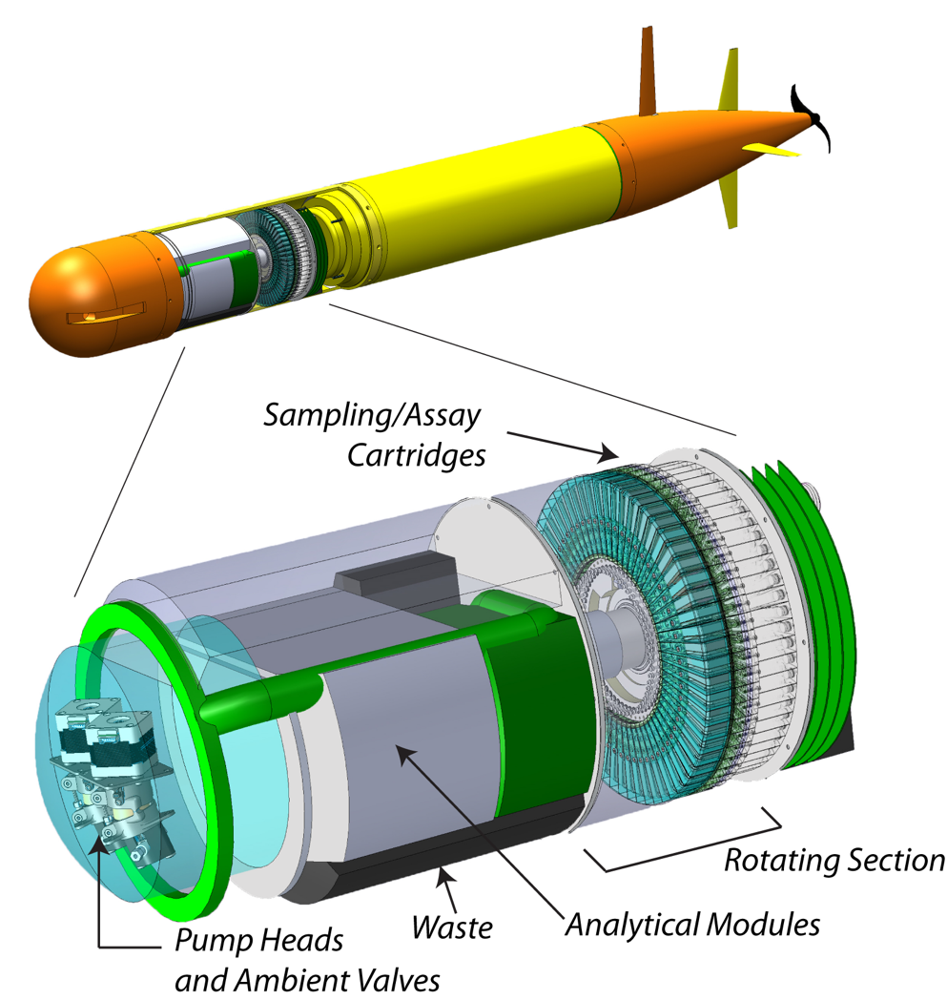 Sampling/Assay
Cartridges
Rotating Section
Analytical Modules
Waste
Pump Heads
and Ambient Valves